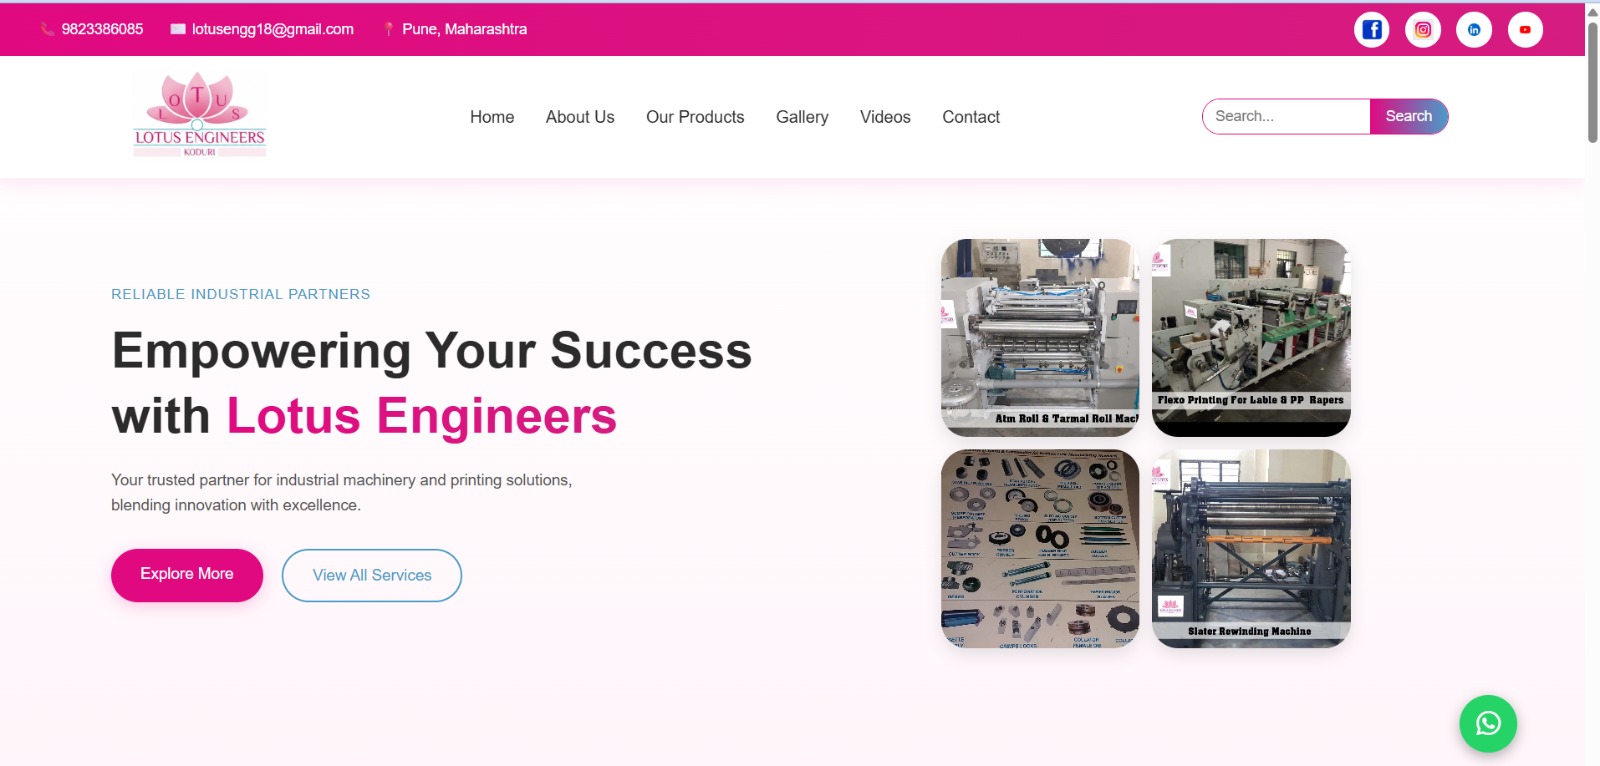 9823386085 lotusengg18@gmail.com Pune, Maharashtra
LOTUS
LOTUS ENGINEERS
KODURI
Home About Us Our Products Gallery Videos Contact
Search... Search
RELIABLE INDUSTRIAL PARTNERS
Empowering Your Success
with Lotus Engineers
Your trusted partner for industrial machinery and printing solutions,
blending innovation with excellence.
Explore More View All Services
Atm Roll & Tarmal Roll Mac
Flexo Printing For Lable & PP Rapers
Slater Rewinding Machine